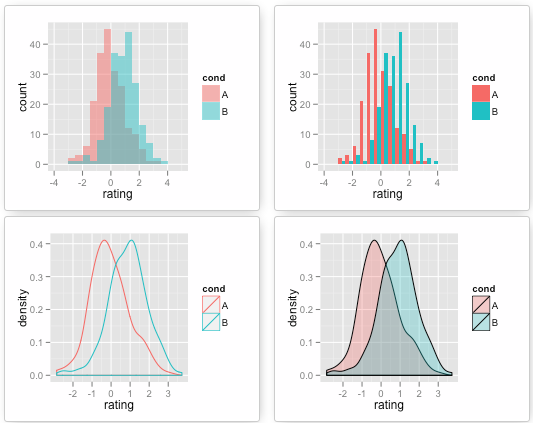 40
30
20
10
0
count
-4 -2 0 2 4
rating
cond
A
B
40
30
20
10
0
count
-4 -2 0 2 4
rating
cond
A
B
0.4
0.3
0.2
0.1
0.0
density
-2 -1 0 1 2 3
rating
cond
A
B
0.4
0.3
0.2
0.1
0.0
density
-2 -1 0 1 2 3
rating
cond
A
B